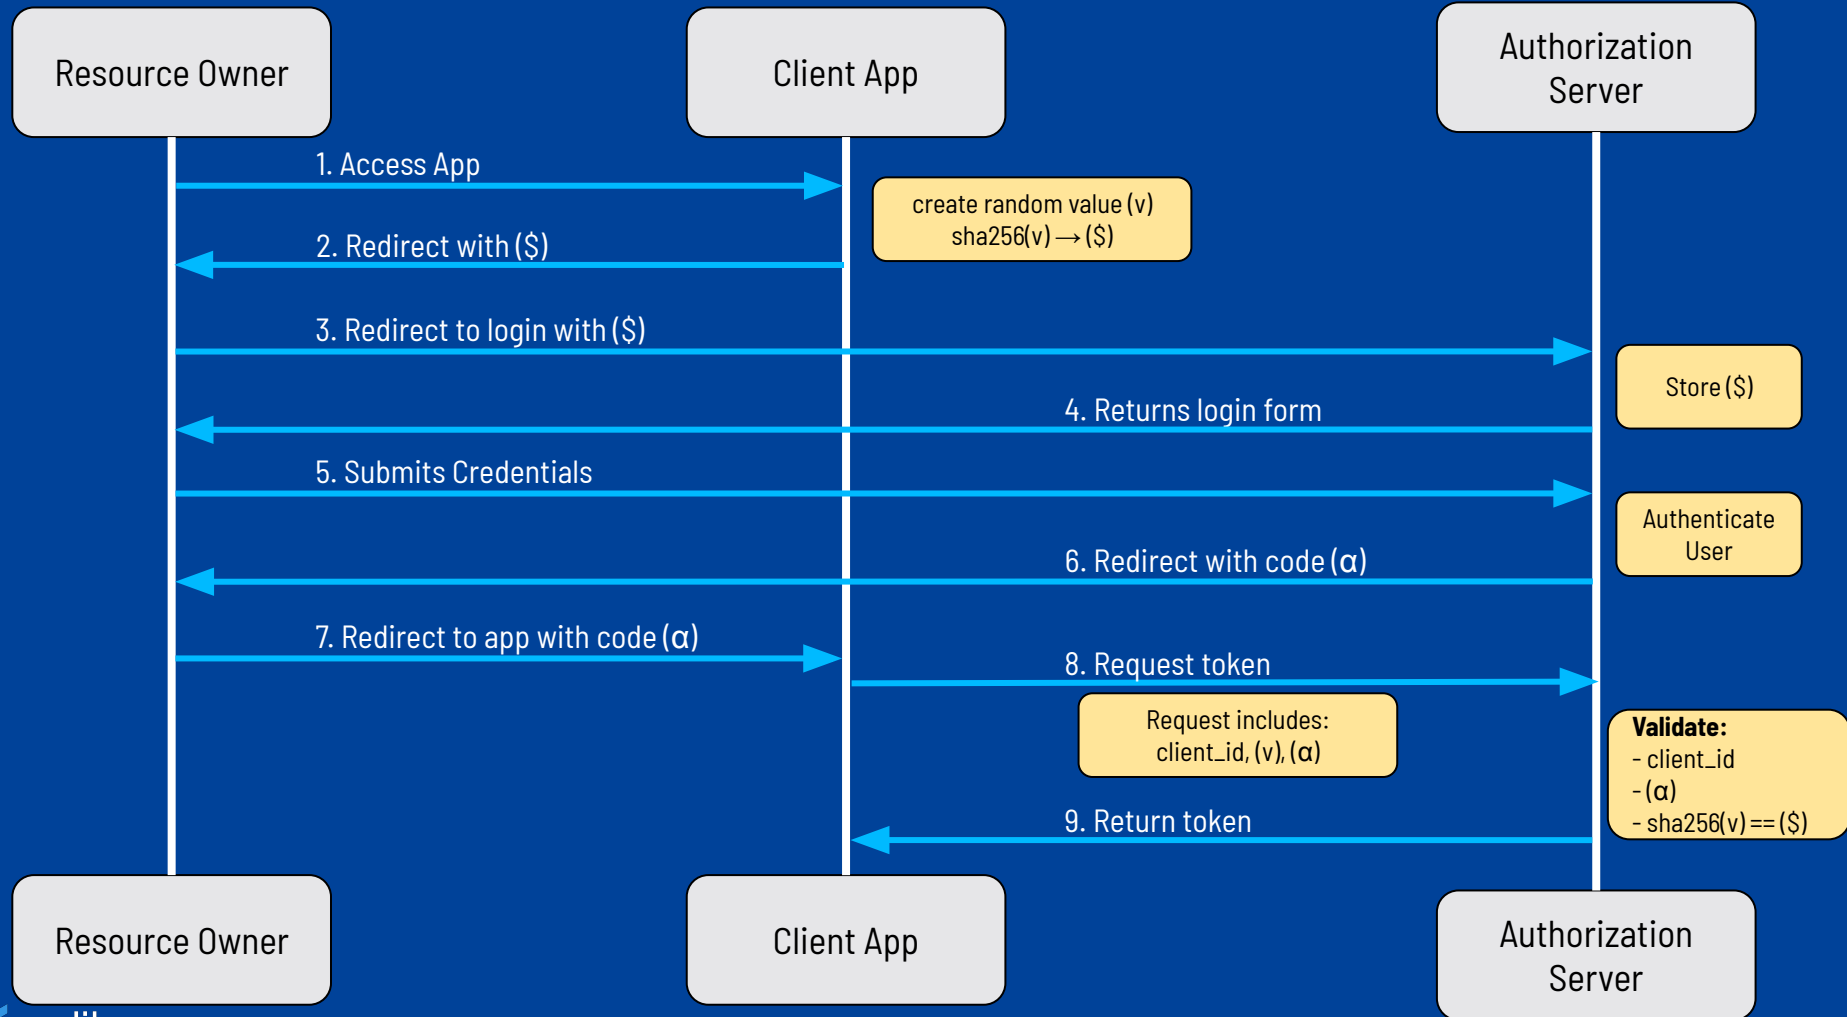 Resource Owner
Client App
Authorization
Server
1. Access App
create random value (v)
sha256(v) → ($)
2. Redirect with ($)
3. Redirect to login with ($)
Store ($)
4. Returns login form
5. Submits Credentials
Authenticate
User
6. Redirect with code (α)
7. Redirect to app with code (α)
8. Request token
Request includes:
client_id, (v), (α)
Validate:
- client_id
- (α)
- sha256(v) == ($)
9. Return token
Resource Owner
Client App
Authorization
Server